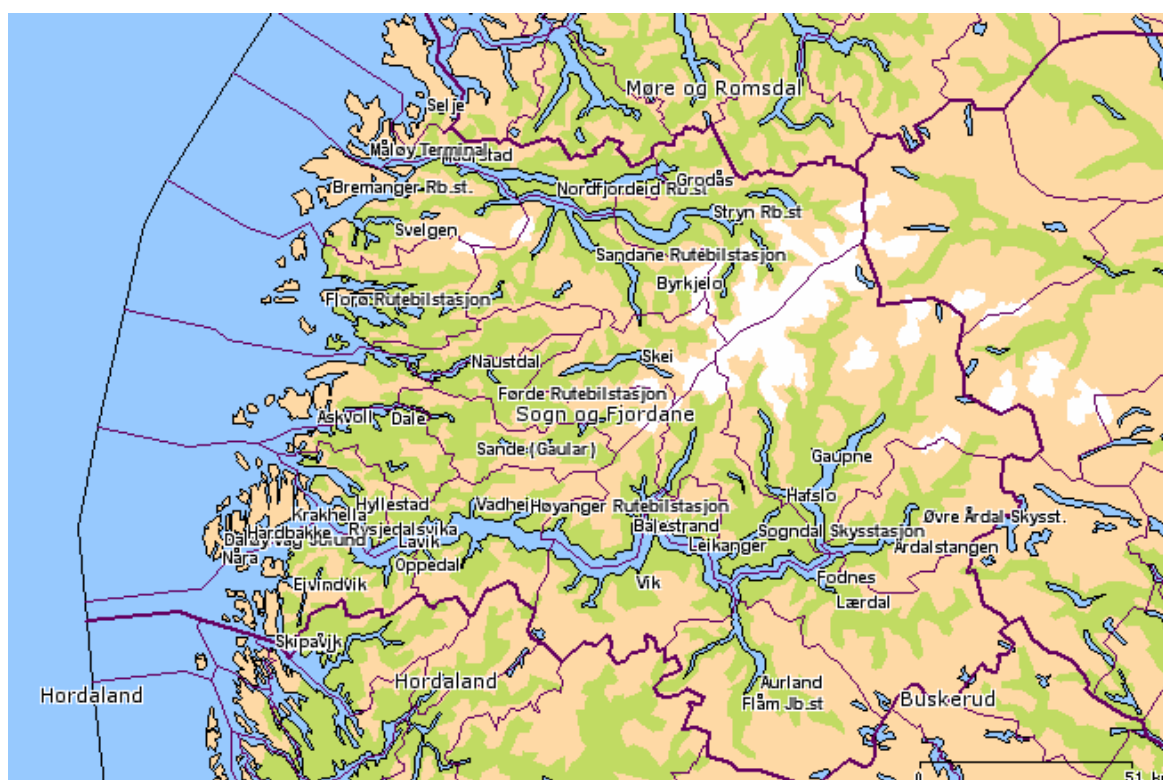 Møre og Romsdal
Selje
Måløy Terminal
Grodås
Bremanger Rb.st.
Nordfjordeid Rb.st
Stryn Rb.st
Svelgen
Sandane Rutebilstasjon
Byrkjelo
Florø Rutebilstasjon
Skei
Naustdal
Førde Rutebilstasjon
Sogn og Fjordane
Askvoll
Dale
Sande (Gaular)
Gaupne
Hafslo
Hyllestad
Vadhei
Høyanger Rutebilstasjon
Krakhella
Øvre Årdal Skysst.
Rysjedalsvika
Balestrand
Sogndal Skysstasjon
Hardbakke
Lavik
Leikanger
Årdalstangen
Nåra
Oppedal
Eivindvik
Vik
Fodnes
Lærdal
Skipavik
Hordaland
Aurland
Hordaland
Flåm Jb.st
Buskerud
0
51